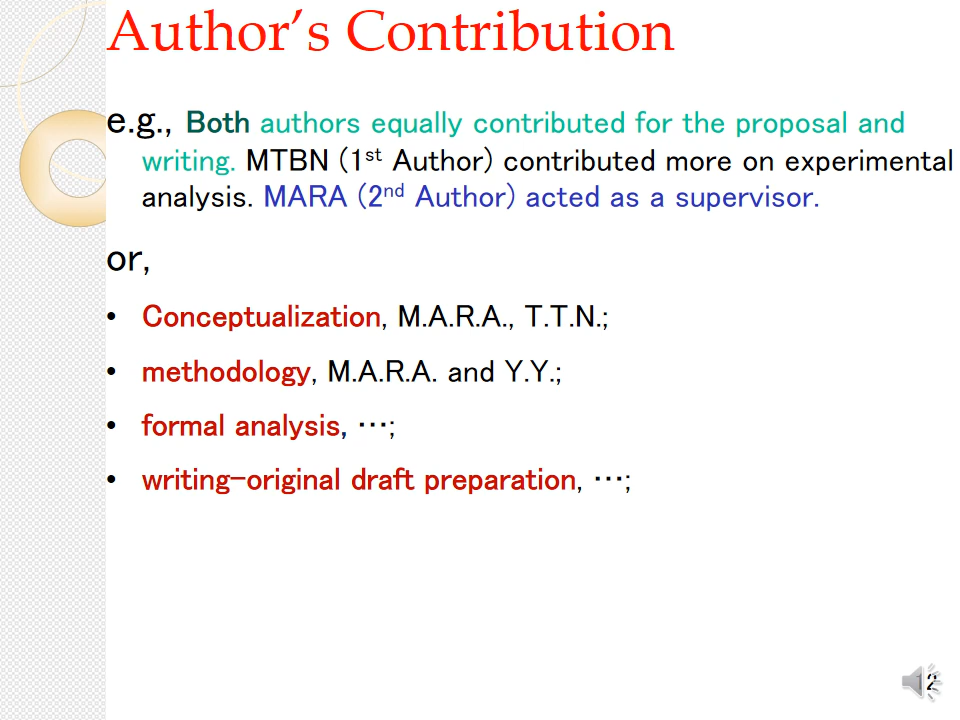 Author’s Contribution
e.g., Both authors equally contributed for the proposal and
writing. MTBN (1st Author) contributed more on experimental
analysis. MARA (2nd Author) acted as a supervisor.
or,
• Conceptualization, M.A.R.A., T.T.N.;
• methodology, M.A.R.A. and Y.Y.;
• formal analysis, ⋯;
• writing-original draft preparation, ⋯;